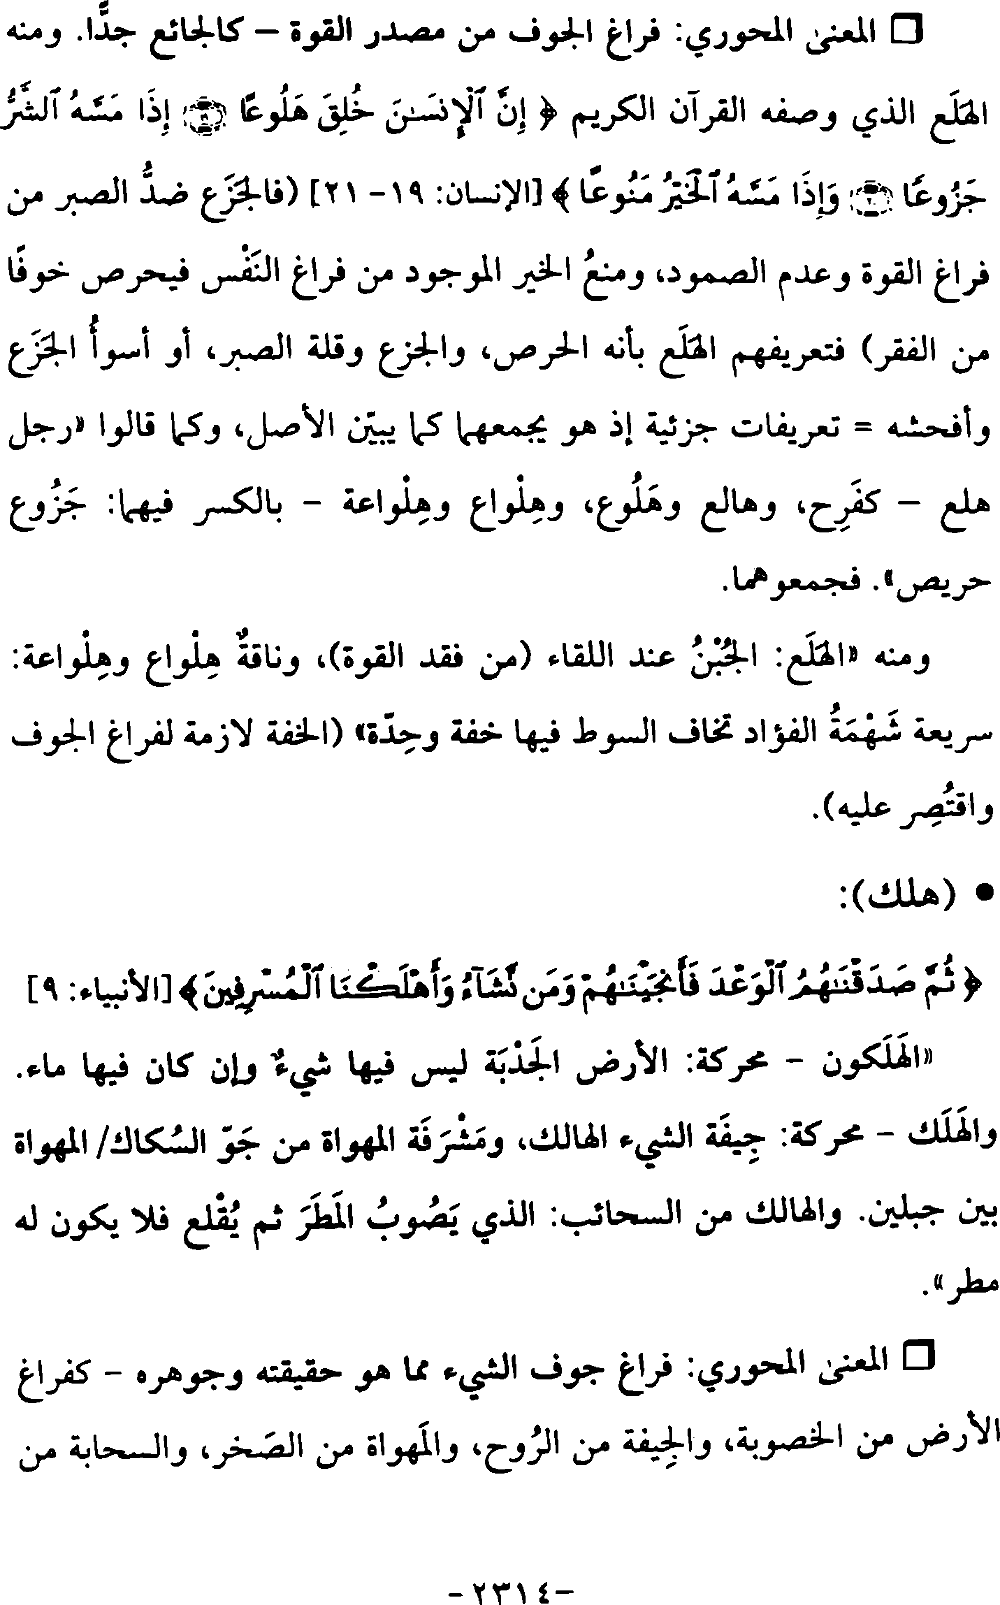 ❒ المعنى المحوري: فراغ الجوف من مصدر القوة – كالجائع جدًّا. ومنه
الهَلَع الذي وصفه القرآن الكريم ﴿ إِنَّ ٱلْإِنسَـٰنَ خُلِقَ هَلُوعًا ۝ إِذَا مَسَّهُ ٱلشَّرُّ
جَزُوعًا ۝ وَإِذَا مَسَّهُ ٱلْخَيْرُ مَنُوعًا ﴾ [الإنسان: ١٩- ٢١] (فالجَزَع ضدُّ الصبر من
فراغ القوة وعدم الصمود، ومنعُ الخير الموجود من فراغ النَفْس فيحرص خوفًا
من الفقر) فتعريفهم الهَلَع بأنه الحرص، والجزع وقلة الصبر، أو أسوأُ الجَزَع
وأفحشه = تعريفات جزئية إذ هو يجمعهما كما يبيّن الأصل، وكما قالوا «رجل
هلع – كفَرِح، وهالع وهَلُوع، وهِلْواع وهِلْواعة – بالكسر فيهما: جَزُوع
حريص». فجمعوهما.
ومنه «الهَلَع: الجُبْنُ عند اللقاء (من فقد القوة)، وناقةٌ هِلْواع وهِلْواعة:
سريعة شَهْمَةُ الفؤاد تخاف السوط فيها خفة وحِدّة» (الخفة لازمة لفراغ الجوف
واقتُصِر عليه).
• (هلك):
﴿ ثُمَّ صَدَقْنَـٰهُمُ ٱلْوَعْدَ فَأَنجَيْنَـٰهُمْ وَمَن نَّشَآءُ وَأَهْلَكْنَا ٱلْمُسْرِفِينَ ﴾ [الأنبياء: ٩]
«الهَلَكون – محركة: الأرض الجَدْبَة ليس فيها شيءٌ وإن كان فيها ماء.
والهَلَك – محركة: جِيفَة الشيء الهالك، ومَشْرَفَة المهواة من جَوّ السُكاك/ المهواة
بين جبلين. والهالك من السحائب: الذي يَصُوبُ المَطَرَ ثم يُقْلع فلا يكون له
مطر».
❒ المعنى المحوري: فراغ جوف الشيء مما هو حقيقته وجوهره – كفراغ
الأرض من الخصوبة، والجِيفة من الرُوح، والمَهواة من الصَخر، والسحابة من
-٢٣١٤-